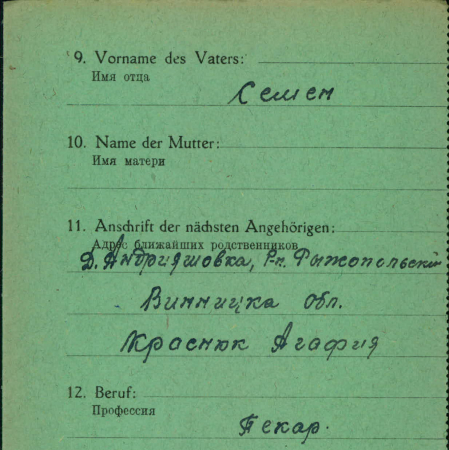 9. Vorname des Vaters:
Имя отца
Семен
10. Name der Mutter:
Имя матери
11. Anschrift der nächsten Angehörigen:
Адрес ближайших родственников
Д. Андріяшовка, Р-н. Рыжопольский
Винницка обл.
Краснюк Агафия
12. Beruf:
Профессия
Пекар.